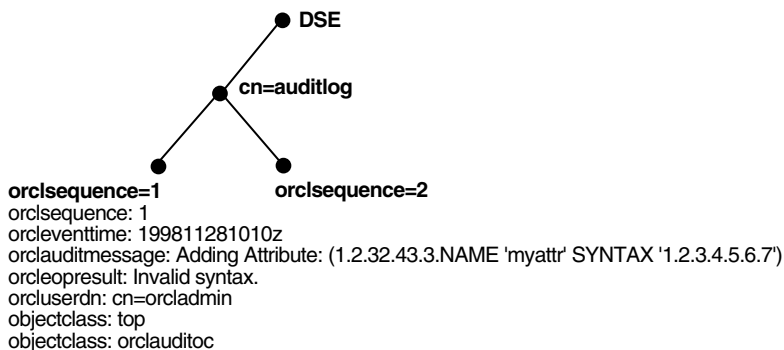 DSE
cn=auditlog
orclsequence=1
orclsequence=2
orclsequence: 1
orcleventtime: 199811281010z
orclauditmessage: Adding Attribute: (1.2.32.43.3.NAME 'myattr' SYNTAX '1.2.3.4.5.6.7')
orcleopresult: Invalid syntax.
orcluserdn: cn=orcladmin
objectclass: top
objectclass: orclauditoc